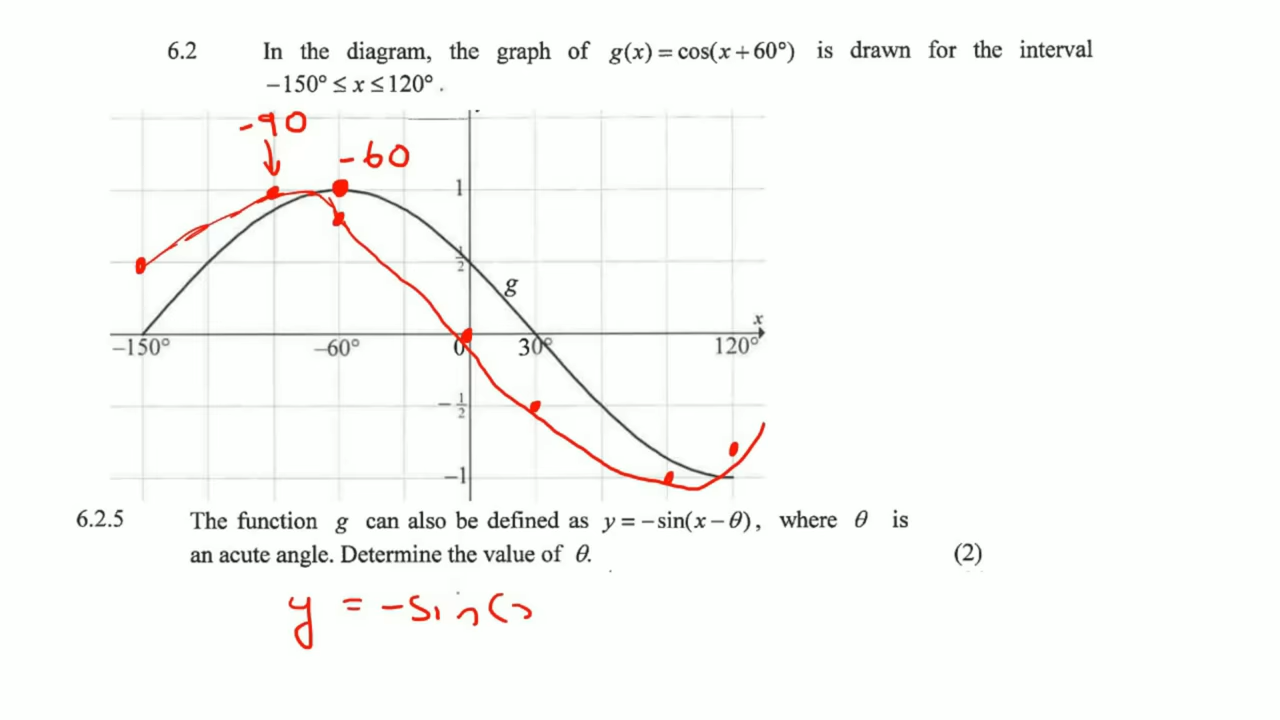 6.2 In the diagram, the graph of g(x) = cos(x + 60°) is drawn for the interval
−150° ≤ x ≤ 120° .
-90
-60
1
1/2
g
x
−150° −60° 0 30° 120°
− 1/2
−1
6.2.5 The function g can also be defined as y = −sin(x − θ), where θ is
an acute angle. Determine the value of θ. (2)
y = -sin(